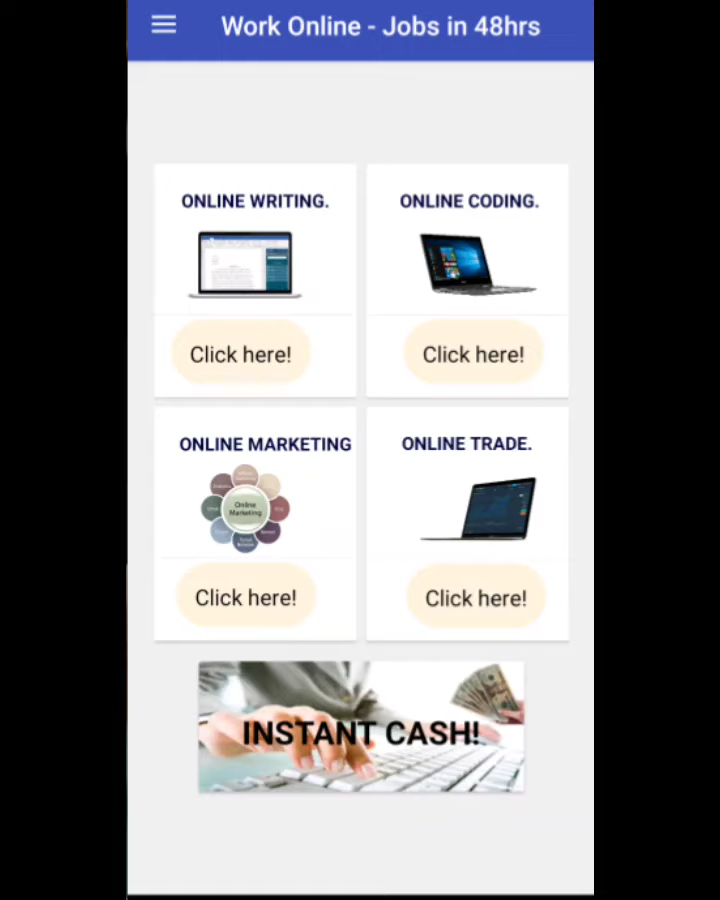 Work Online - Jobs in 48hrs
ONLINE WRITING.
ONLINE CODING.
Click here!
Click here!
ONLINE MARKETING
ONLINE TRADE.
Online
Marketing
Click here!
Click here!
INSTANT CASH!